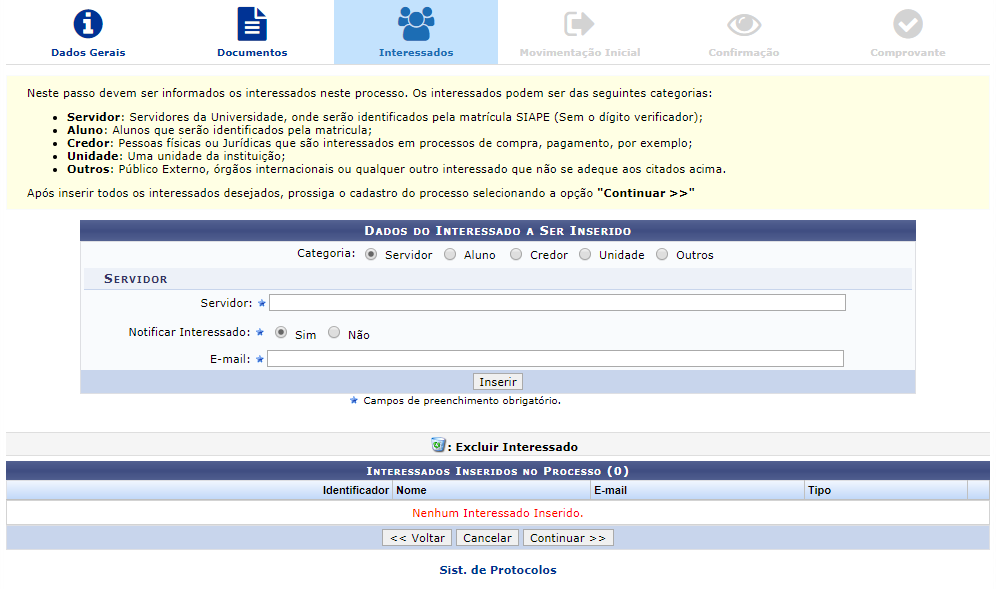 Dados Gerais
Documentos
Interessados
Movimentação Inicial
Confirmação
Comprovante
Neste passo devem ser informados os interessados neste processo. Os interessados podem ser das seguintes categorias:
• Servidor: Servidores da Universidade, onde serão identificados pela matrícula SIAPE (Sem o dígito verificador);
• Aluno: Alunos que serão identificados pela matricula;
• Credor: Pessoas físicas ou Jurídicas que são interessados em processos de compra, pagamento, por exemplo;
• Unidade: Uma unidade da instituição;
• Outros: Público Externo, órgãos internacionais ou qualquer outro interessado que não se adeque aos citados acima.
Após inserir todos os interessados desejados, prossiga o cadastro do processo selecionando a opção "Continuar >>"
Dados do Interessado a Ser Inserido
Categoria: Servidor Aluno Credor Unidade Outros
Servidor
Servidor:
Notificar Interessado: Sim Não
E-mail:
Inserir
Campos de preenchimento obrigatório.
: Excluir Interessado
Interessados Inseridos no Processo (0)
Identificador Nome E-mail Tipo
Nenhum Interessado Inserido.
<< Voltar Cancelar Continuar >>
Sist. de Protocolos